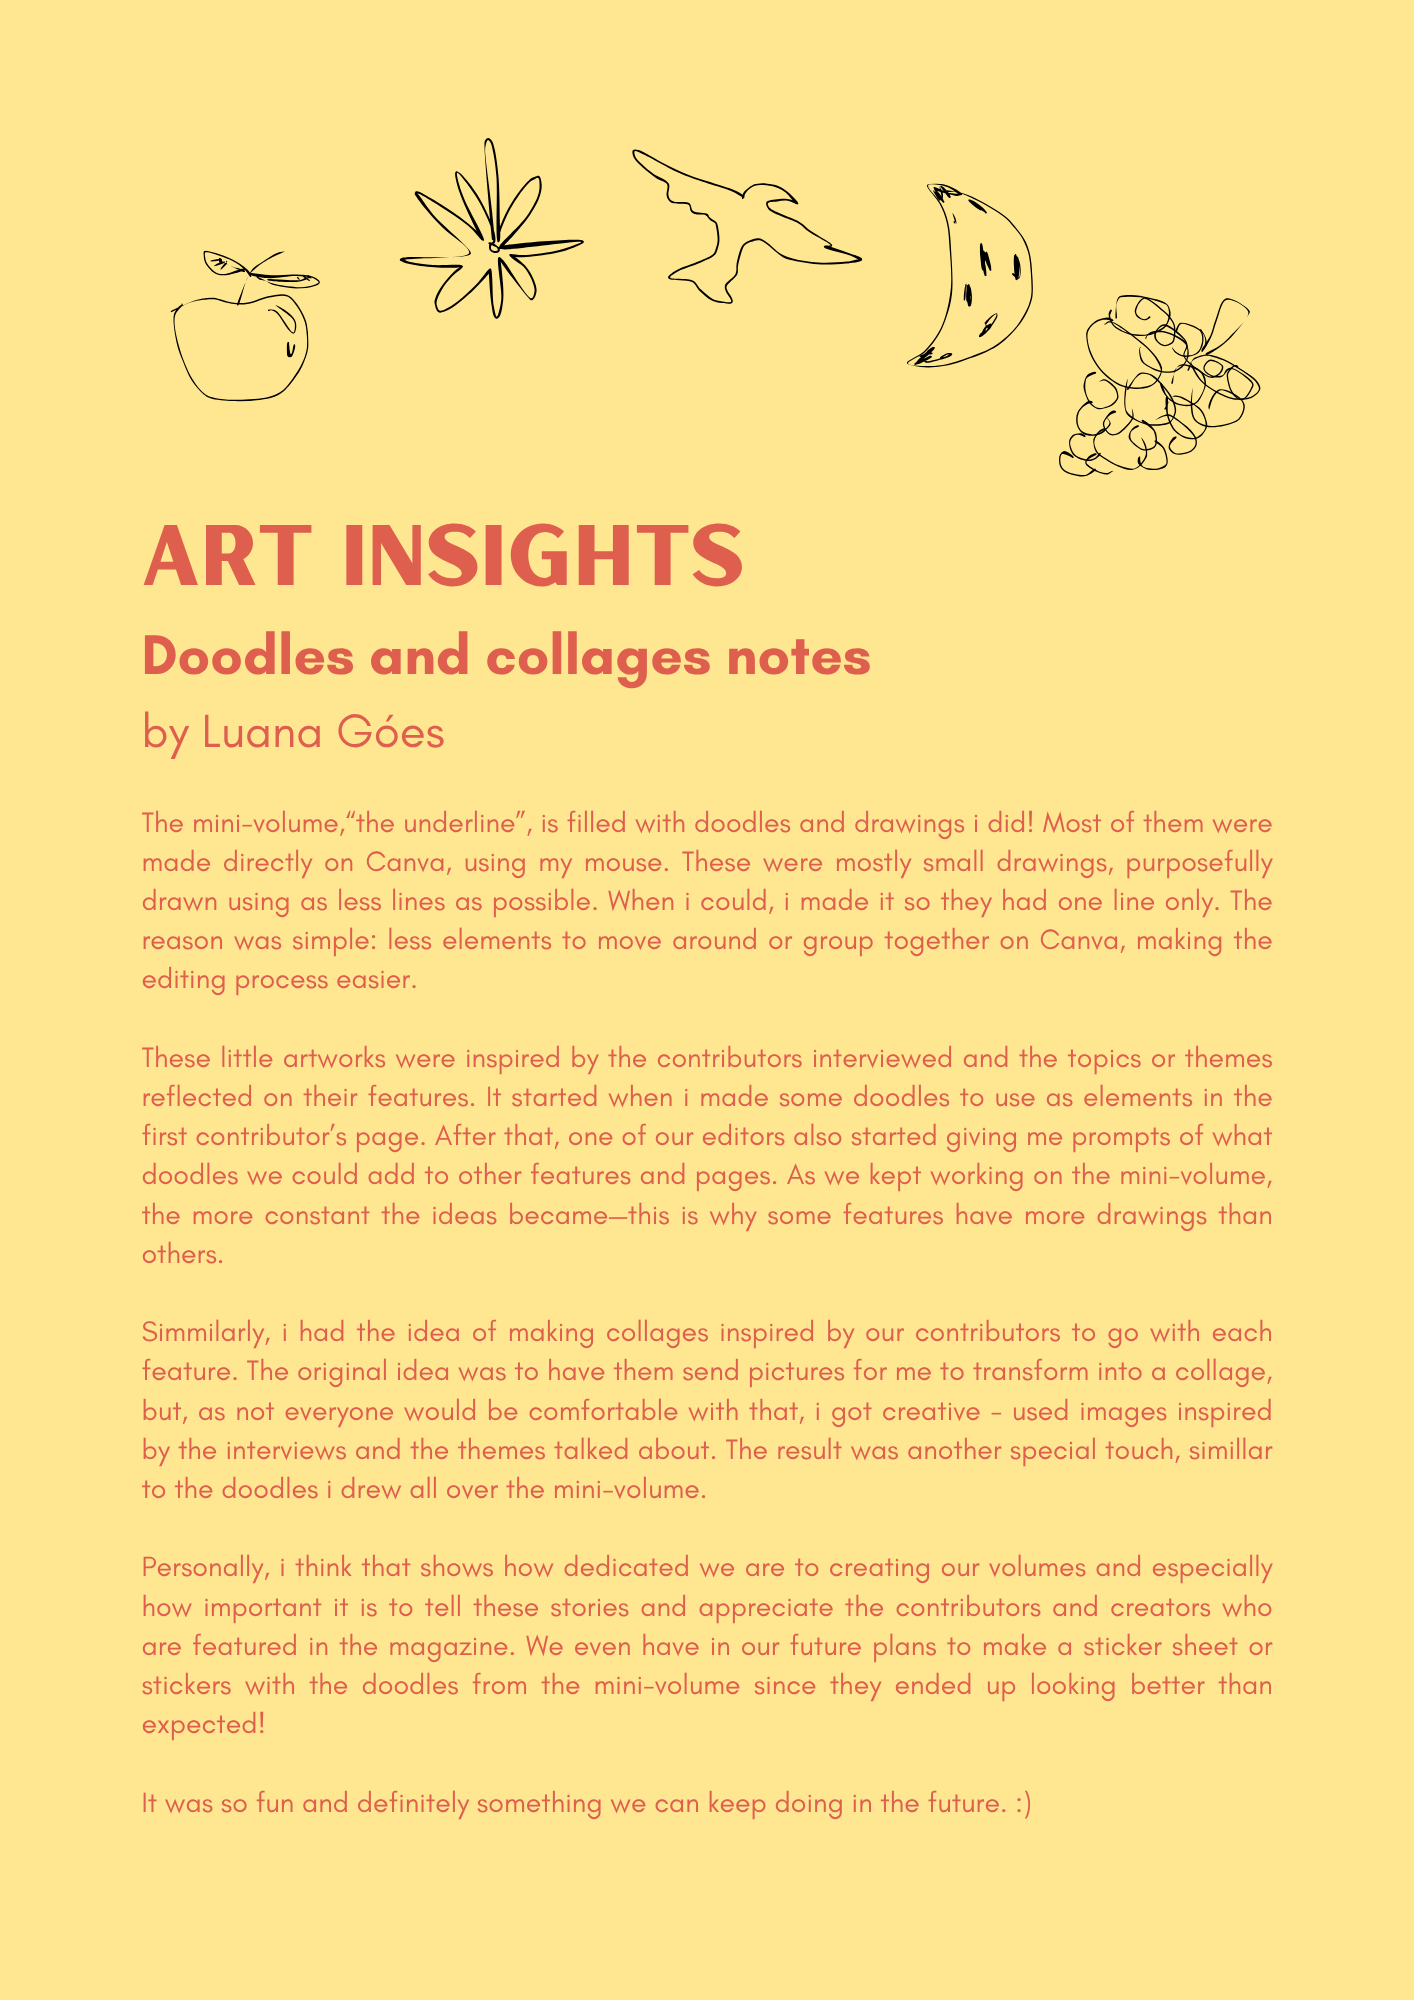 ART INSIGHTS
Doodles and collages notes
by Luana Góes
The mini-volume,“the underline”, is filled with doodles and drawings i did! Most of them were
made directly on Canva, using my mouse. These were mostly small drawings, purposefully
drawn using as less lines as possible. When i could, i made it so they had one line only. The
reason was simple: less elements to move around or group together on Canva, making the
editing process easier.
These little artworks were inspired by the contributors interviewed and the topics or themes
reflected on their features. It started when i made some doodles to use as elements in the
first contributor’s page. After that, one of our editors also started giving me prompts of what
doodles we could add to other features and pages. As we kept working on the mini-volume,
the more constant the ideas became—this is why some features have more drawings than
others.
Simmilarly, i had the idea of making collages inspired by our contributors to go with each
feature. The original idea was to have them send pictures for me to transform into a collage,
but, as not everyone would be comfortable with that, i got creative - used images inspired
by the interviews and the themes talked about. The result was another special touch, simillar
to the doodles i drew all over the mini-volume.
Personally, i think that shows how dedicated we are to creating our volumes and especially
how important it is to tell these stories and appreciate the contributors and creators who
are featured in the magazine. We even have in our future plans to make a sticker sheet or
stickers with the doodles from the mini-volume since they ended up looking better than
expected!
It was so fun and definitely something we can keep doing in the future. :)